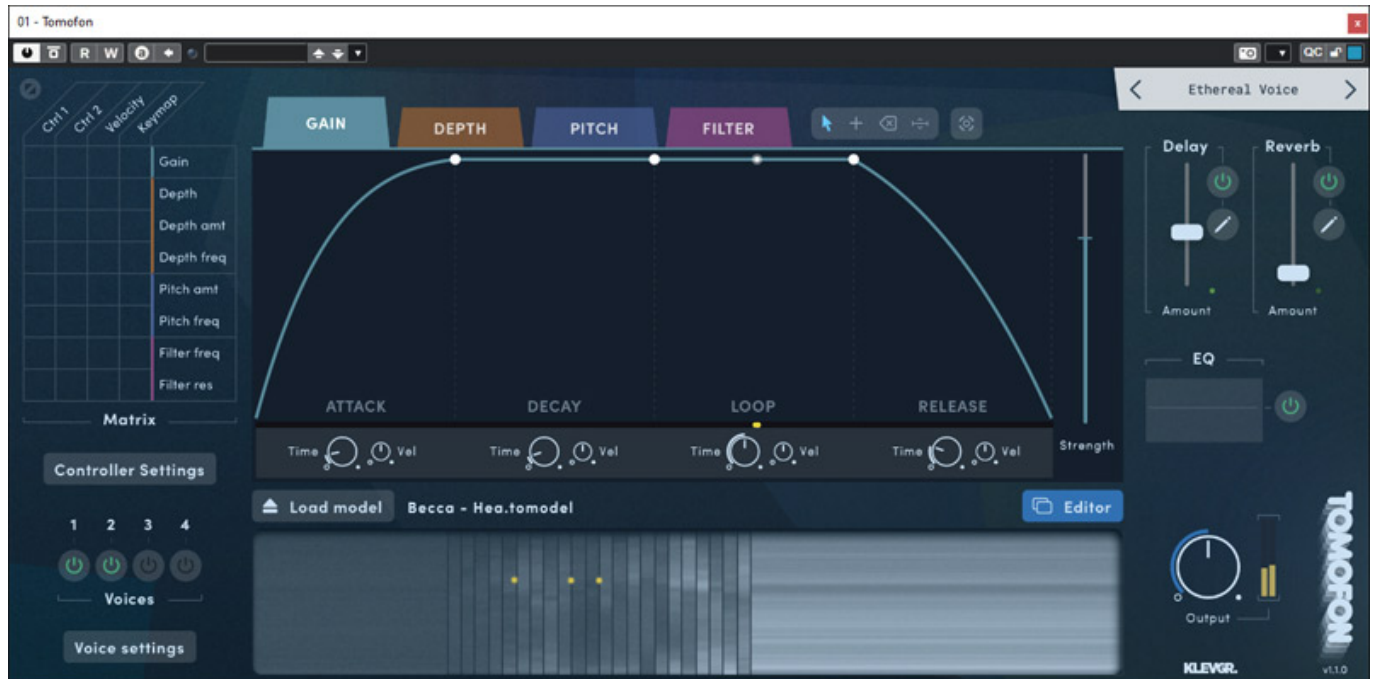 01 - Tomofon
R W a
QC
Ctrl 1
Ctrl 2
Velocity
Keymap
Gain
Depth
Depth amt
Depth freq
Pitch amt
Pitch freq
Filter freq
Filter res
Matrix
Controller Settings
1 2 3 4
Voices
Voice settings
GAIN DEPTH PITCH FILTER
ATTACK DECAY LOOP RELEASE
Time Vel Time Vel Time Vel Time Vel
Strength
Load model Becca - Hea.tomodel Editor
Ethereal Voice
Delay Reverb
Amount Amount
EQ
Output
TOMOFON
KLEVGR. v1.1.0